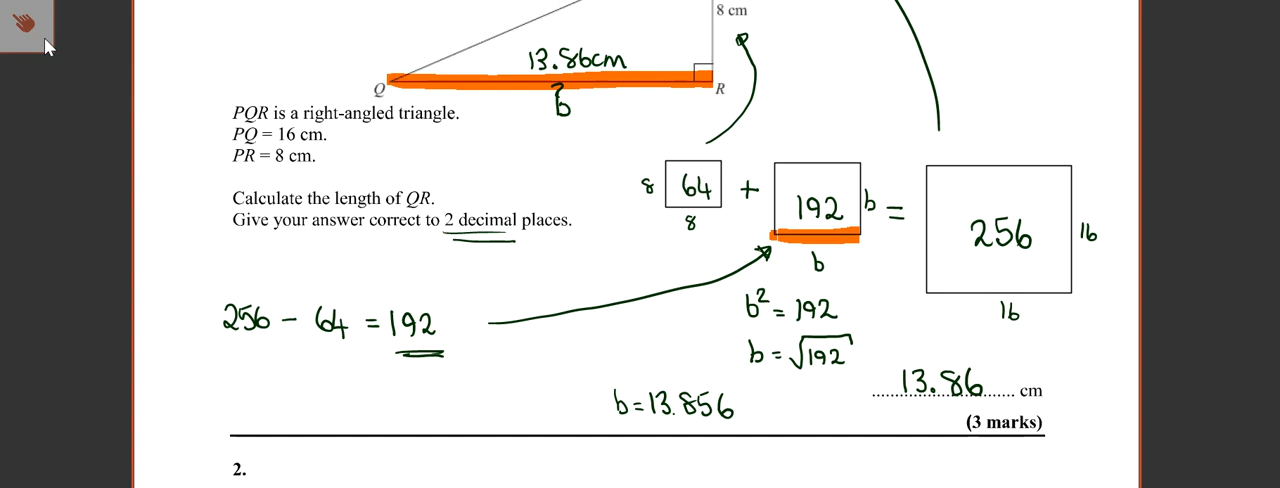 8 cm
13.86cm
Q
R
b
PQR is a right-angled triangle.
PQ = 16 cm.
PR = 8 cm.
Calculate the length of QR.
Give your answer correct to 2 decimal places.
8 64 + 192 b = 256 16
8 b 16
b² = 192
256 - 64 = 192
b = √192
b = 13.856
13.86 cm
(3 marks)
2.